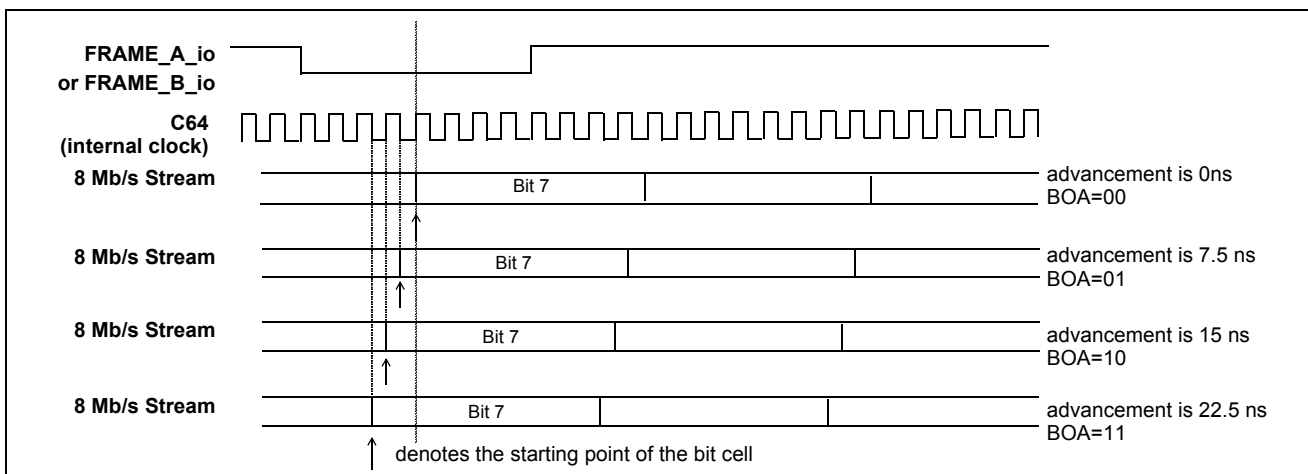 FRAME_A_io
or FRAME_B_io
C64
(internal clock)
8 Mb/s Stream
Bit 7
advancement is 0ns
BOA=00
8 Mb/s Stream
Bit 7
advancement is 7.5 ns
BOA=01
8 Mb/s Stream
Bit 7
advancement is 15 ns
BOA=10
8 Mb/s Stream
Bit 7
advancement is 22.5 ns
BOA=11
denotes the starting point of the bit cell